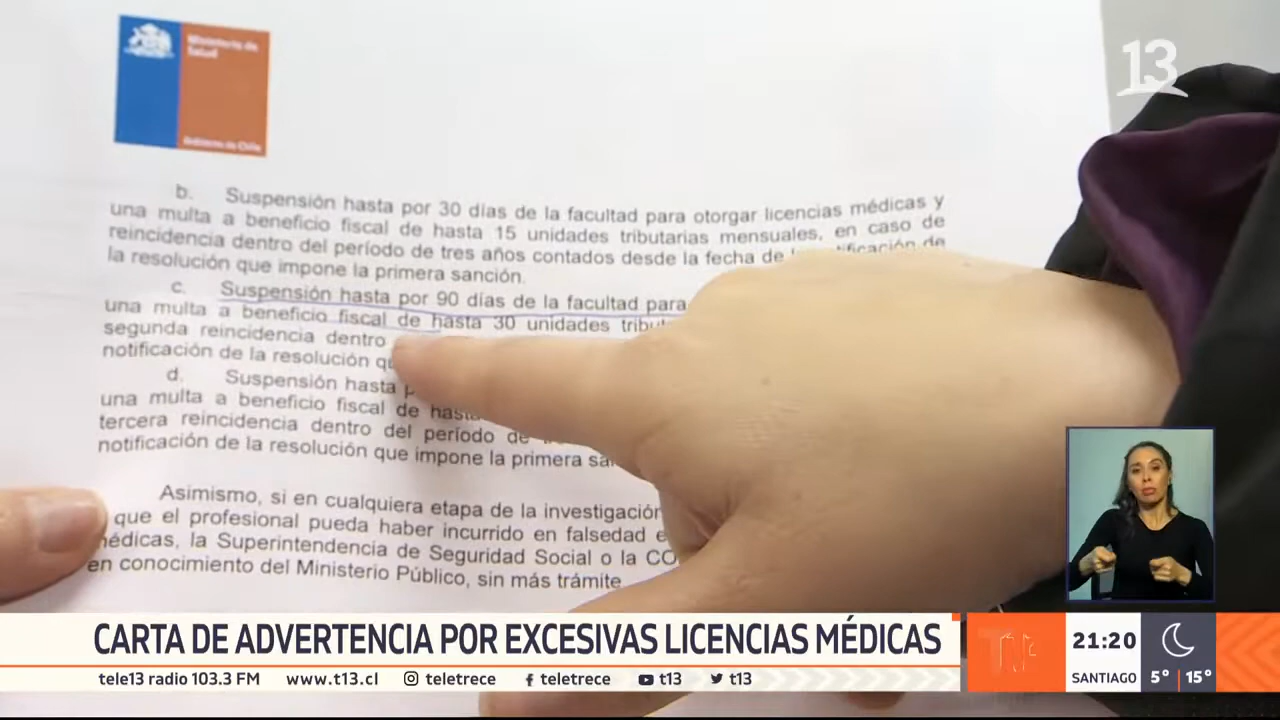 Ministerio de
Salud
Gobierno de Chile
13
b. Suspensión hasta por 30 días de la facultad para otorgar licencias médicas y
una multa a beneficio fiscal de hasta 15 unidades tributarias mensuales, en caso de
reincidencia dentro del período de tres años contados desde la fecha de de
la resolución que impone la primera sanción.
c. Suspensión hasta por 90 días de la facultad para
una multa a beneficio fiscal de hasta 30 unidades
segunda reincidencia dentro
notificación de la resolución
d. Suspensión hasta
una multa a beneficio fiscal de
tercera reincidencia dentro del período de
notificación de la resolución que impone la primera
Asimismo, si en cualquiera etapa de la investigación
que el profesional pueda haber incurrido en falsedad
médicas, la Superintendencia de Seguridad Social o la CO
en conocimiento del Ministerio Público, sin más trámite
CARTA DE ADVERTENCIA POR EXCESIVAS LICENCIAS MÉDICAS
21:20
SANTIAGO 5° 15°
tele13 radio 103.3 FM www.t13.cl teletrece teletrece t13 t13